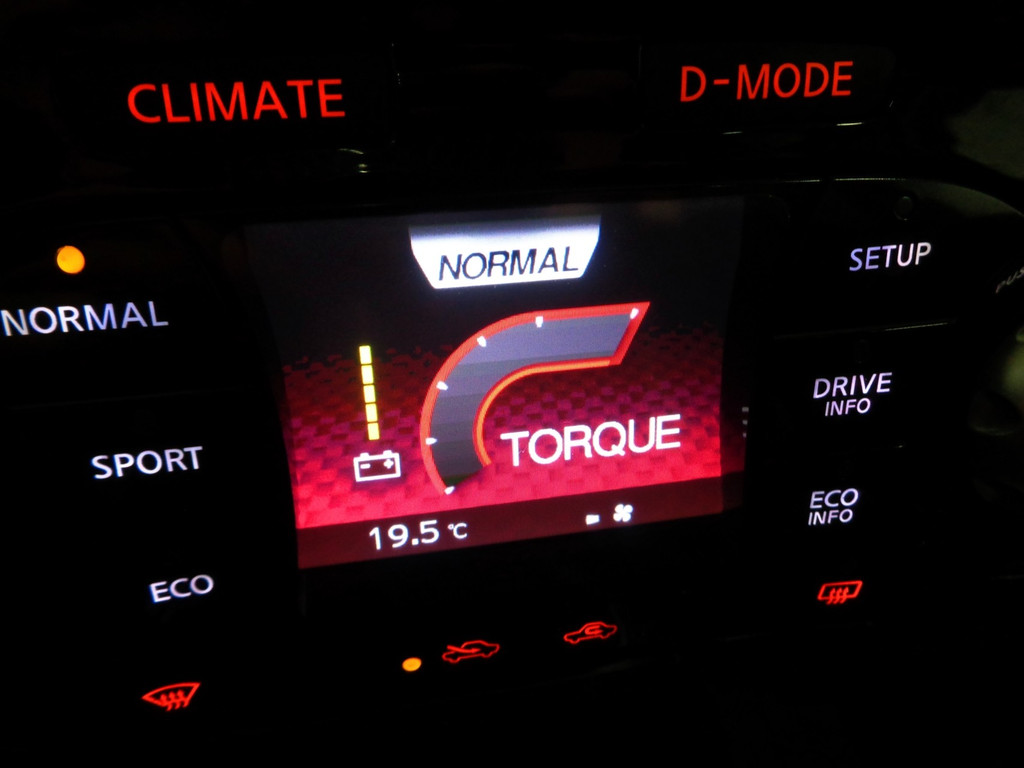 CLIMATE
D-MODE
NORMAL
SETUP
NORMAL
DRIVE
INFO
TORQUE
SPORT
ECO
INFO
19.5 °C
ECO